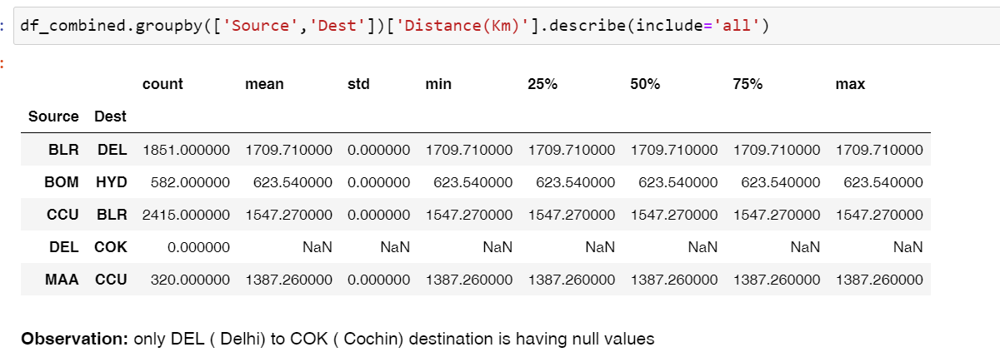 : df_combined.groupby(['Source','Dest'])['Distance(Km)'].describe(include='all')
:
count mean std min 25% 50% 75% max
Source Dest
BLR DEL 1851.000000 1709.710000 0.000000 1709.710000 1709.710000 1709.710000 1709.710000 1709.710000
BOM HYD 582.000000 623.540000 0.000000 623.540000 623.540000 623.540000 623.540000 623.540000
CCU BLR 2415.000000 1547.270000 0.000000 1547.270000 1547.270000 1547.270000 1547.270000 1547.270000
DEL COK 0.000000 NaN NaN NaN NaN NaN NaN NaN
MAA CCU 320.000000 1387.260000 0.000000 1387.260000 1387.260000 1387.260000 1387.260000 1387.260000
Observation: only DEL ( Delhi) to COK ( Cochin) destination is having null values